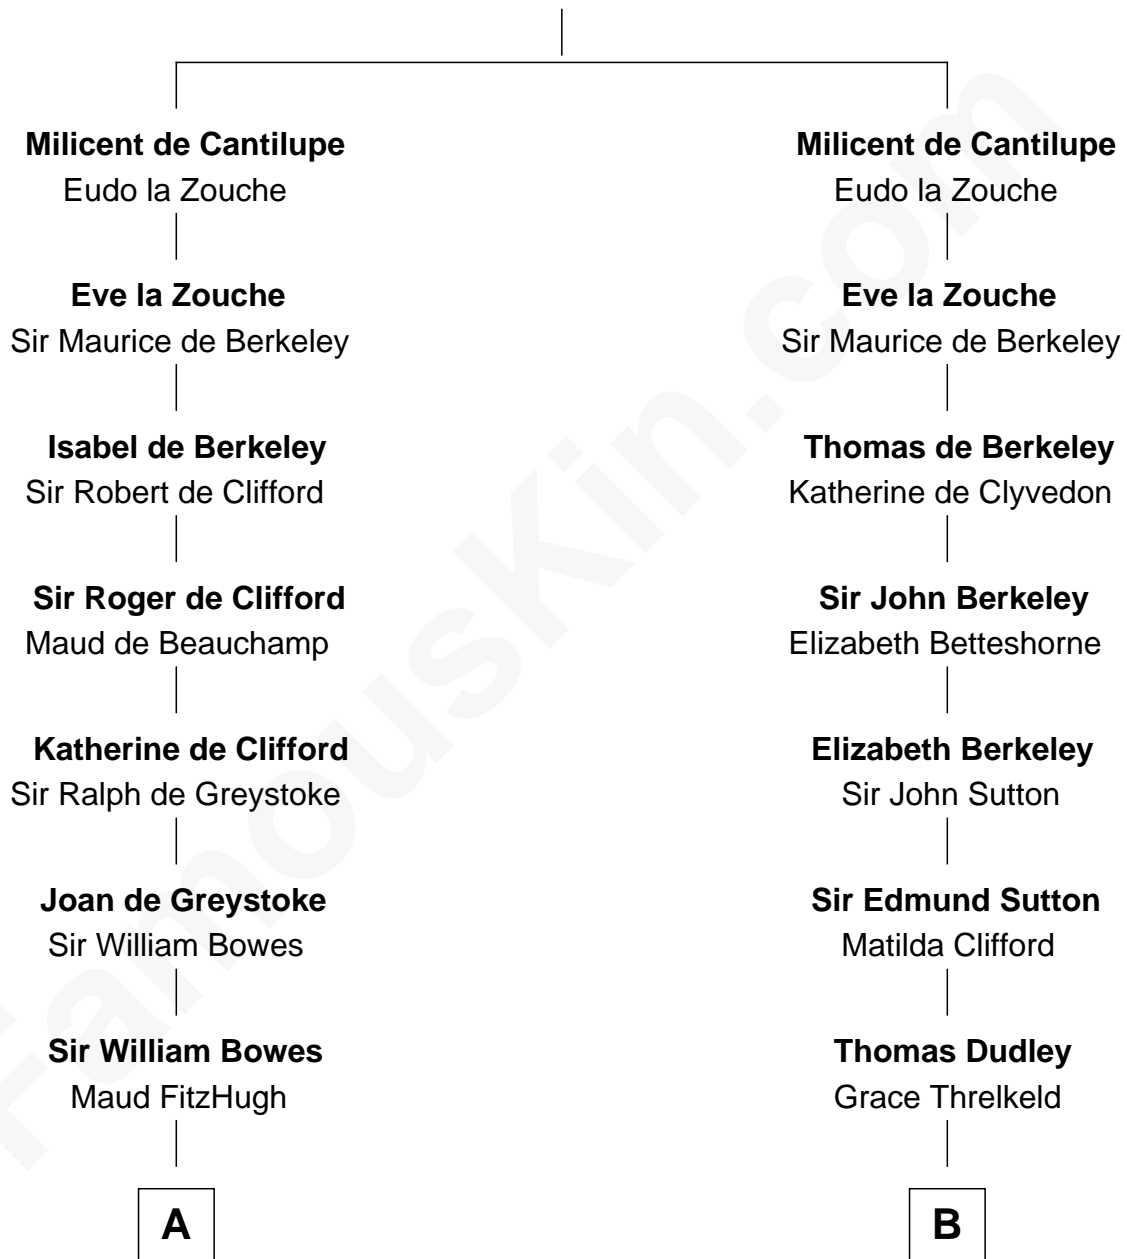 Milicent de Cantilupe
Eudo la Zouche
Eve la Zouche
Sir Maurice de Berkeley
Isabel de Berkeley
Sir Robert de Clifford
Sir Roger de Clifford
Maud de Beauchamp
Katherine de Clifford
Sir Ralph de Greystoke
Joan de Greystoke
Sir William Bowes
Sir William Bowes
Maud FitzHugh
A
Milicent de Cantilupe
Eudo la Zouche
Eve la Zouche
Sir Maurice de Berkeley
Thomas de Berkeley
Katherine de Clyvedon
Sir John Berkeley
Elizabeth Betteshorne
Elizabeth Berkeley
Sir John Sutton
Sir Edmund Sutton
Matilda Clifford
Thomas Dudley
Grace Threlkeld
B
FamousKin.com